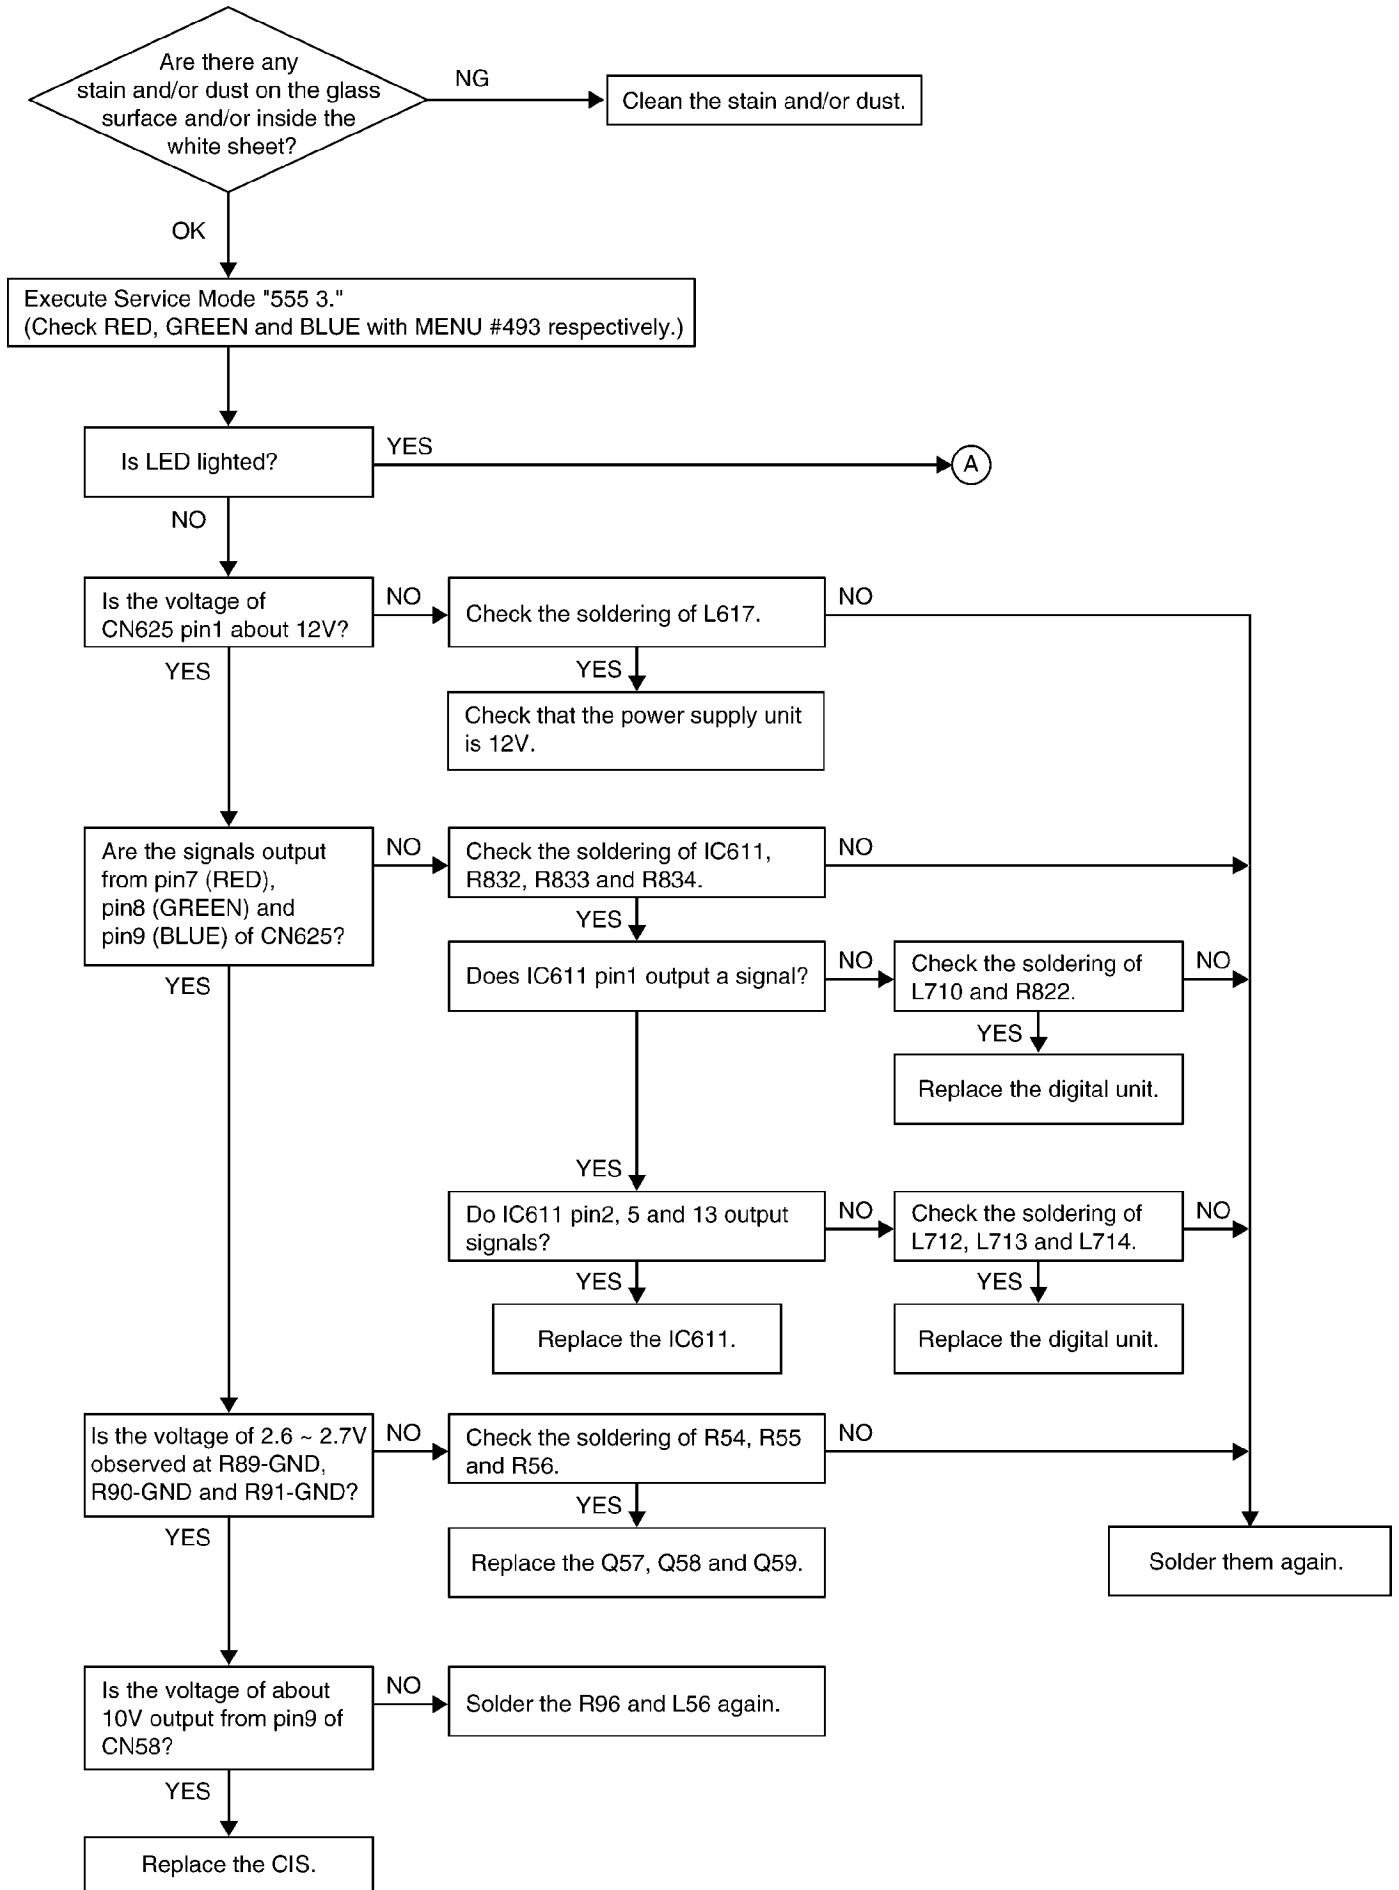 Are there any
stain and/or dust on the glass
surface and/or inside the
white sheet?
NG
Clean the stain and/or dust.
OK
Execute Service Mode "555 3."
(Check RED, GREEN and BLUE with MENU #493 respectively.)
Is LED lighted?
YES
A
NO
Is the voltage of
CN625 pin1 about 12V?
NO
Check the soldering of L617.
NO
YES
YES
Check that the power supply unit
is 12V.
Are the signals output
from pin7 (RED),
pin8 (GREEN) and
pin9 (BLUE) of CN625?
NO
Check the soldering of IC611,
R832, R833 and R834.
NO
YES
YES
Does IC611 pin1 output a signal?
NO
Check the soldering of
L710 and R822.
NO
YES
Replace the digital unit.
YES
Do IC611 pin2, 5 and 13 output
signals?
NO
Check the soldering of
L712, L713 and L714.
NO
YES
YES
Replace the IC611.
Replace the digital unit.
Is the voltage of 2.6 ~ 2.7V
observed at R89-GND,
R90-GND and R91-GND?
NO
Check the soldering of R54, R55
and R56.
NO
YES
YES
Replace the Q57, Q58 and Q59.
Solder them again.
Is the voltage of about
10V output from pin9 of
CN58?
NO
Solder the R96 and L56 again.
YES
Replace the CIS.